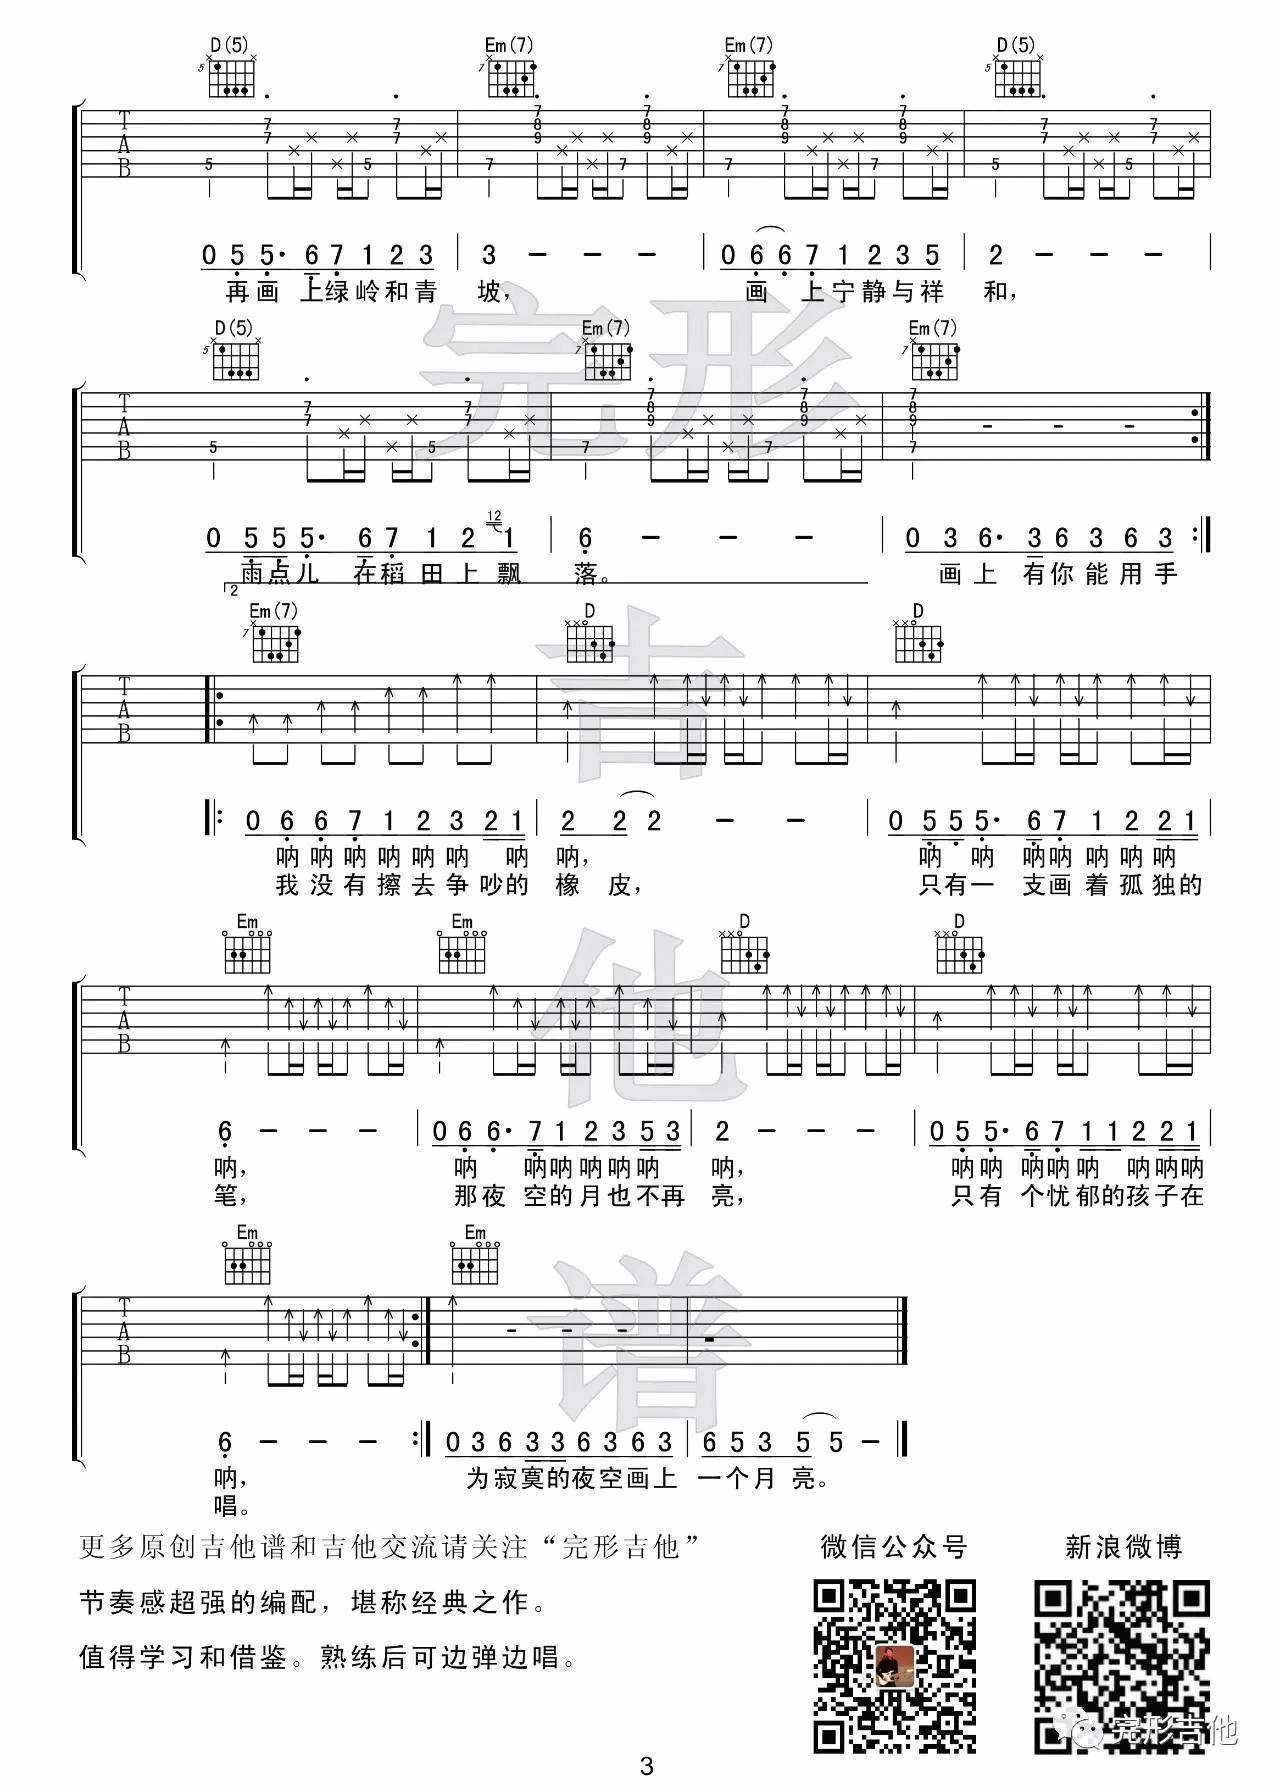 D(5) Em(7) Em(7) D(5)
5 7 7 5
T A B
0 5 5· 6 7 1 2 3 | 3 - - - | 0 6 6 7 1 2 3 5 | 2 - - - |
再画 上绿岭和青 坡， 画 上宁静与祥 和，
D(5) Em(7) Em(7)
5 7 7
T A B
0 5 5 5· 6 7 1 2 12 1 | 6 - - - | 0 3 6· 3 6 3 6 3 :|
雨点儿 在稻田上飘 落。 画上 有你能用手
2
Em(7) D D
7
T A B
|: 0 6 6 7 1 2 3 2 1 | 2 2 2 - - | 0 5 5 5· 6 7 1 2 2 1 |
呐呐呐呐呐呐 呐 呐， 呐 呐 呐呐呐呐呐
我没有擦去争吵的 橡 皮， 只有一 支画着孤独的
Em Em D D
T A B
6 - - - | 0 6 6· 7 1 2 3 5 3 | 2 - - - | 0 5 5· 6 7 1 1 2 2 1 |
呐， 呐 呐呐呐呐呐 呐， 呐呐 呐呐呐 呐呐呐
笔， 那夜 空的月也不再 亮， 只有 个忧郁的孩子在
Em Em
T A B
6 - - - :| 0 3 6 3 3 6 3 6 3 | 6 5 3 5 5 - |
呐， 为寂寞的夜空画上 一个月 亮。
唱。
更多原创吉他谱和吉他交流请关注“完形吉他” 微信公众号 新浪微博
节奏感超强的编配，堪称经典之作。
值得学习和借鉴。熟练后可边弹边唱。
完形吉他
3
完形
吉
他
谱